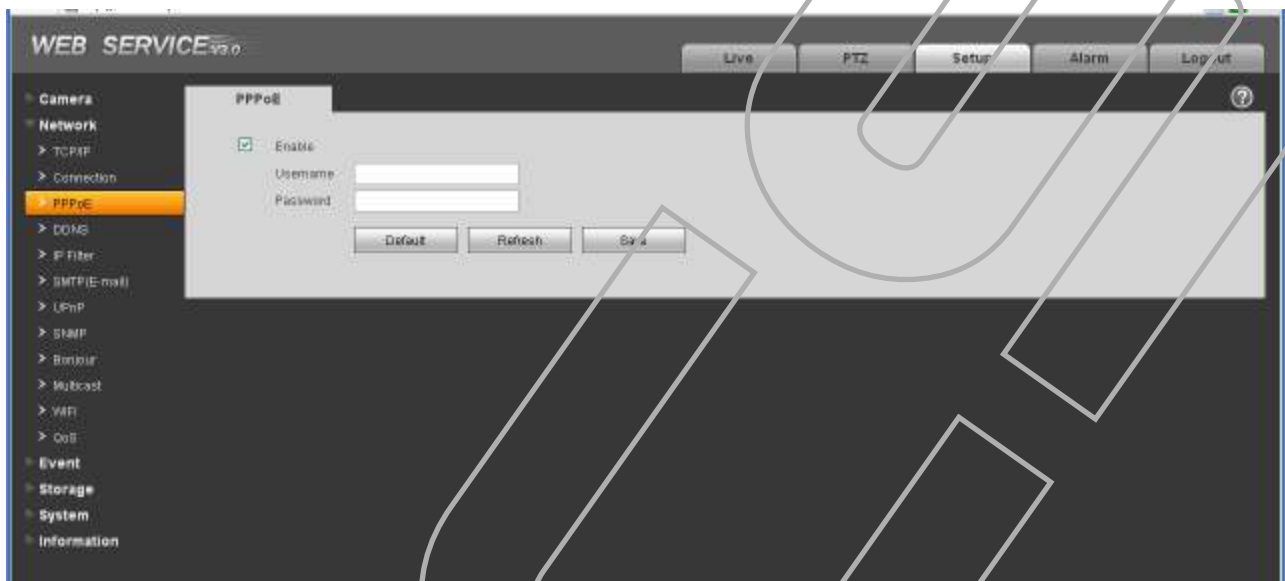 WEB SERVICE V3.0
Live PTZ Setup Alarm Logout
Camera
Network
TCP/IP
Connection
PPPoE
DDNS
IP Filter
SMTP(E-mail)
UPnP
SNMP
Bonjour
Multicast
WIFI
QoS
Event
Storage
System
Information
PPPoE
Enable
Username
Password
Default Refresh Save